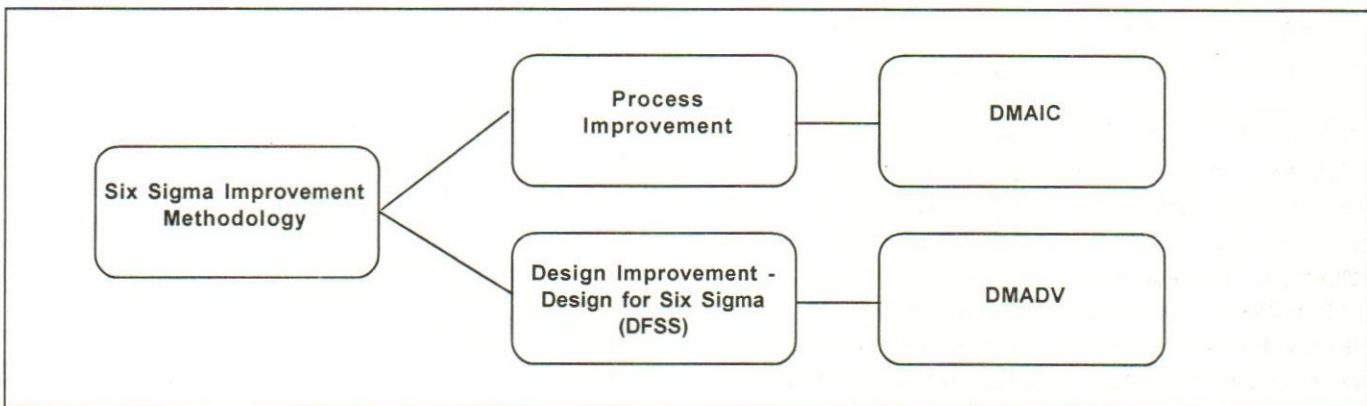 Process
Improvement
DMAIC
Six Sigma Improvement
Methodology
Design Improvement -
Design for Six Sigma
(DFSS)
DMADV